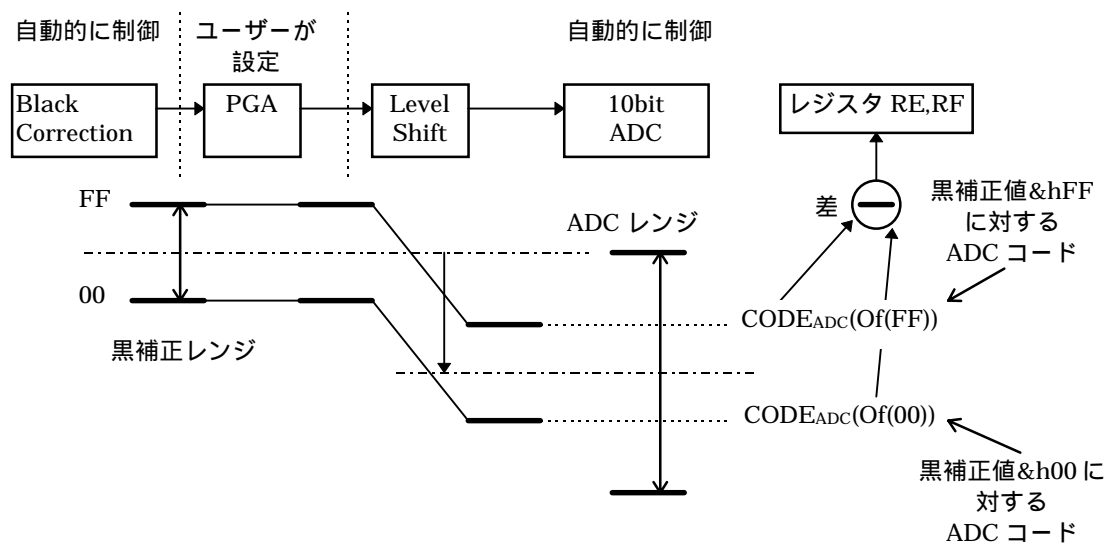 自動的に制御
ユーザーが
設定
自動的に制御
Black
Correction
PGA
Level
Shift
10bit
ADC
レジスタ RE,RF
FF
00
黒補正レンジ
ADC レンジ
差
黒補正値&hFF
に対する
ADC コード
CODEADC(Of(FF))
CODEADC(Of(00))
黒補正値&h00 に
対する
ADC コード